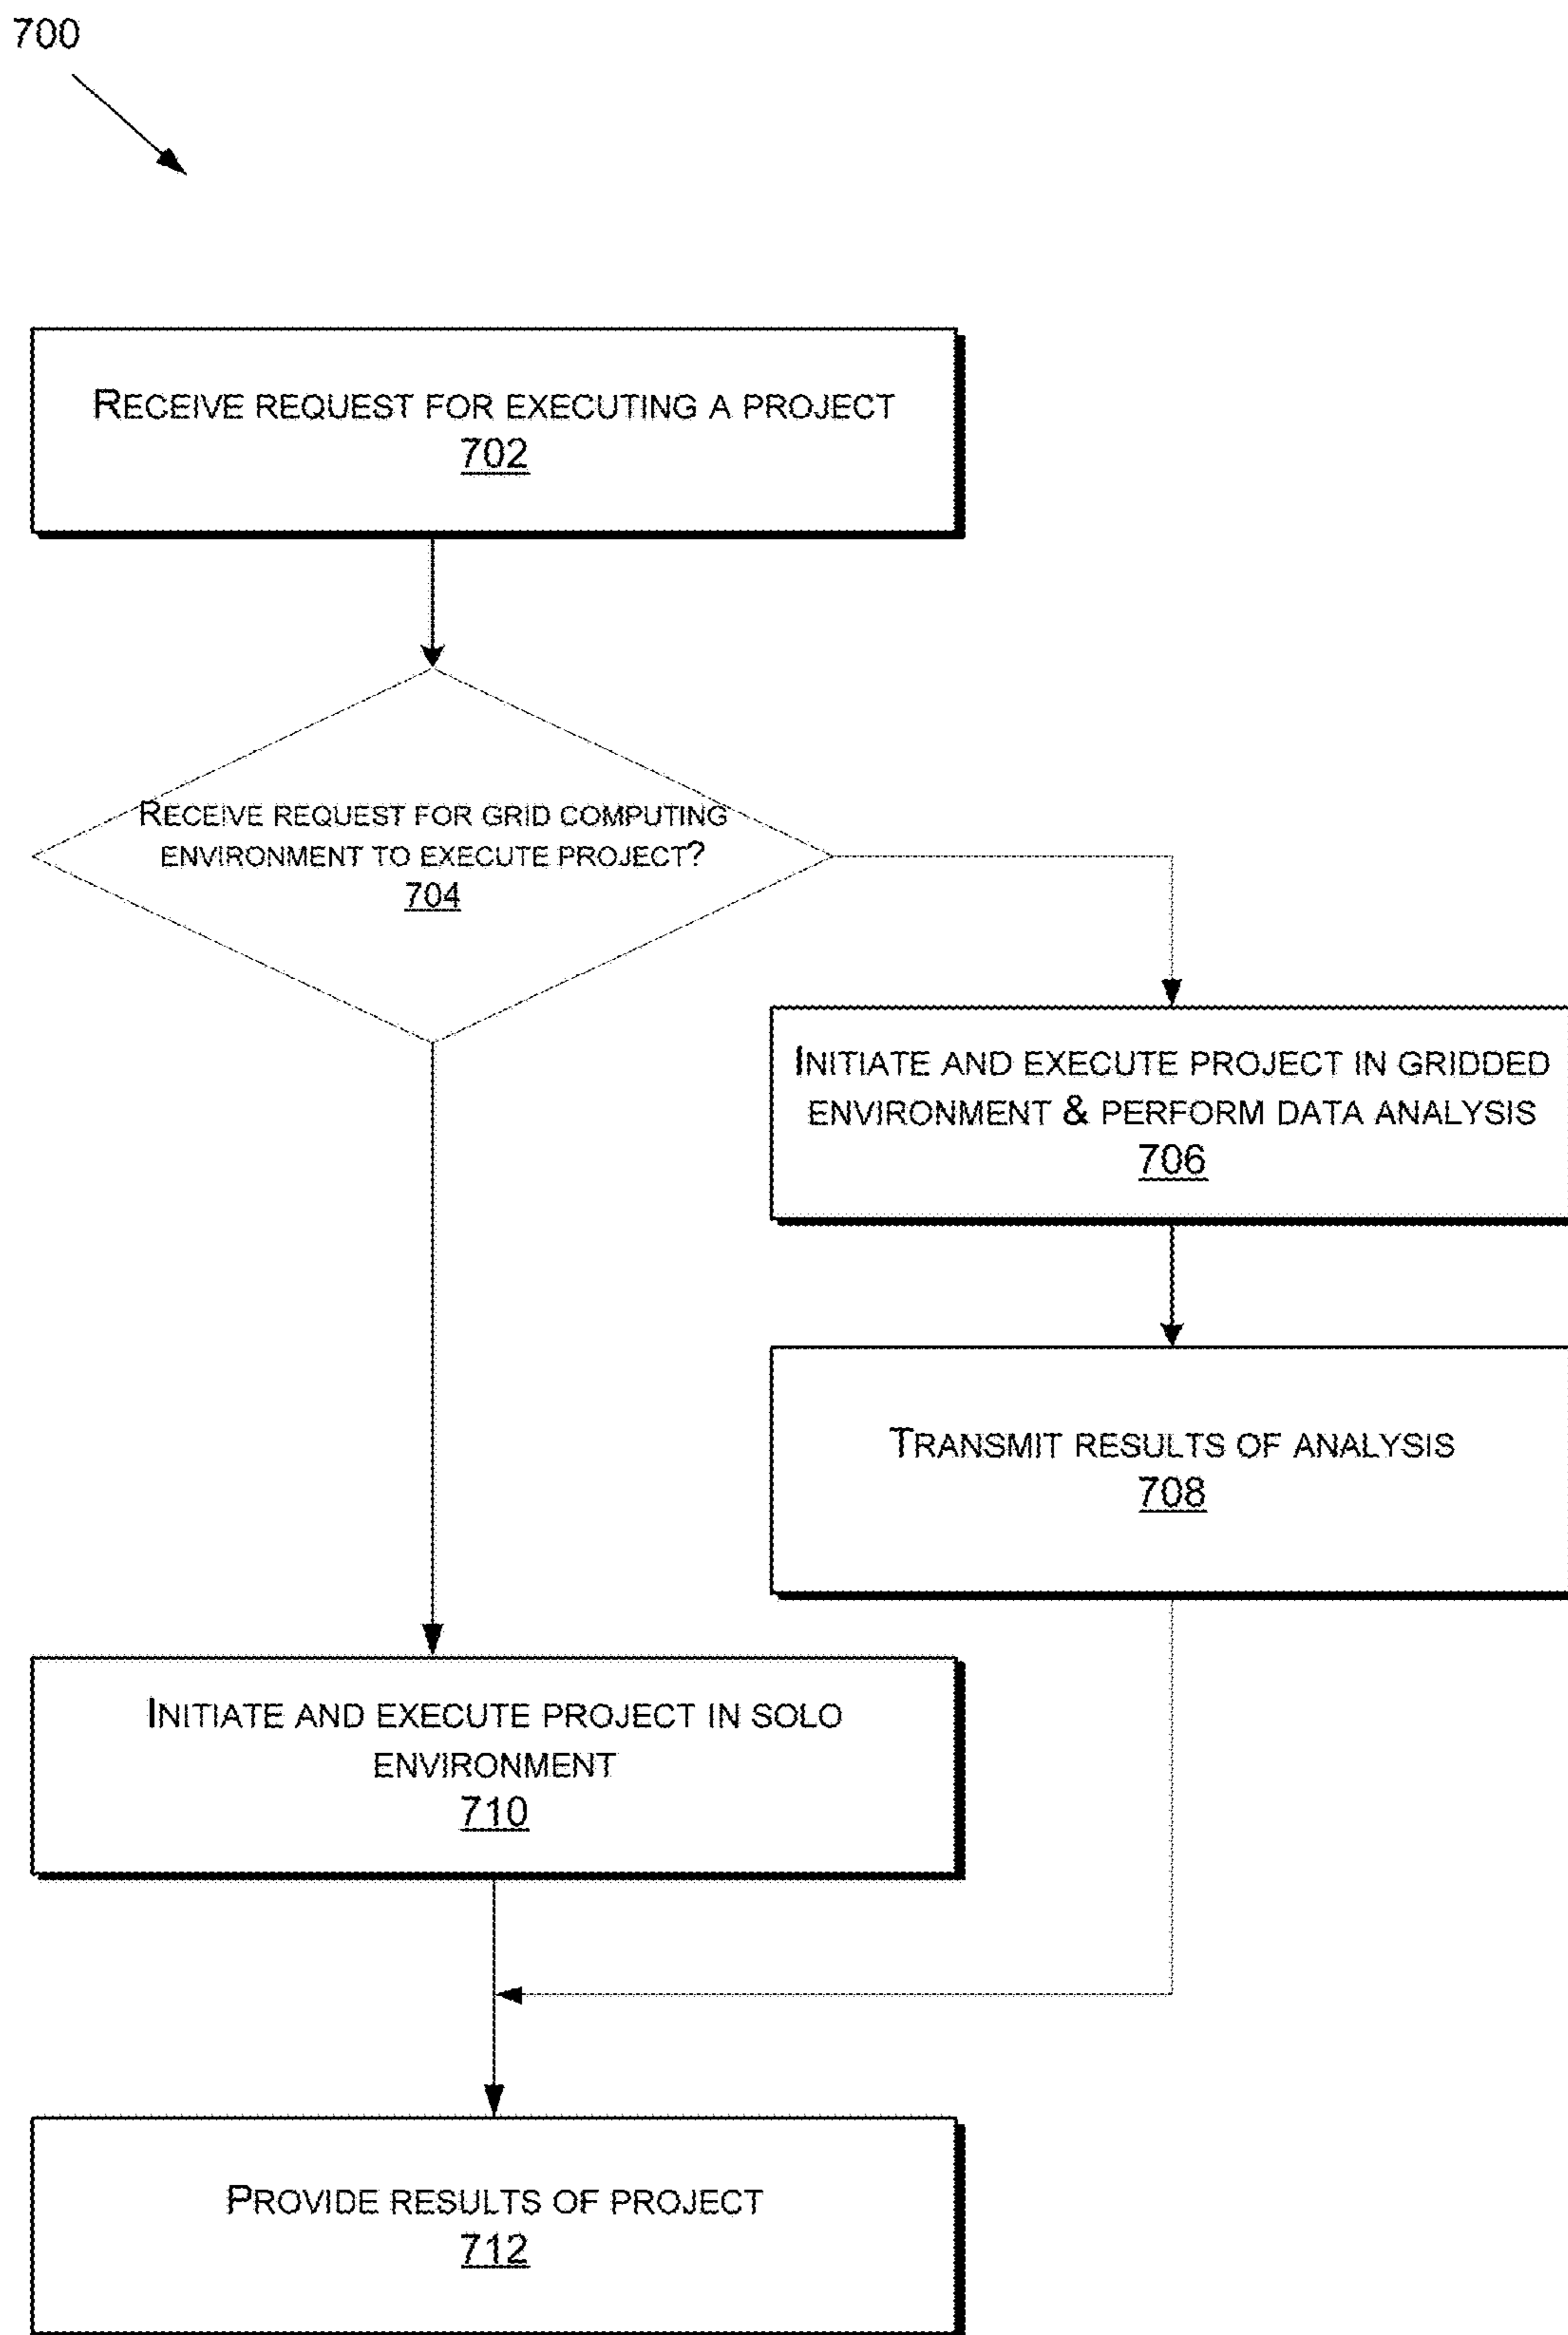 700
RECEIVE REQUEST FOR EXECUTING A PROJECT
702
RECEIVE REQUEST FOR GRID COMPUTING
ENVIRONMENT TO EXECUTE PROJECT?
704
INITIATE AND EXECUTE PROJECT IN GRIDDED
ENVIRONMENT & PERFORM DATA ANALYSIS
706
TRANSMIT RESULTS OF ANALYSIS
708
INITIATE AND EXECUTE PROJECT IN SOLO
ENVIRONMENT
710
PROVIDE RESULTS OF PROJECT
712